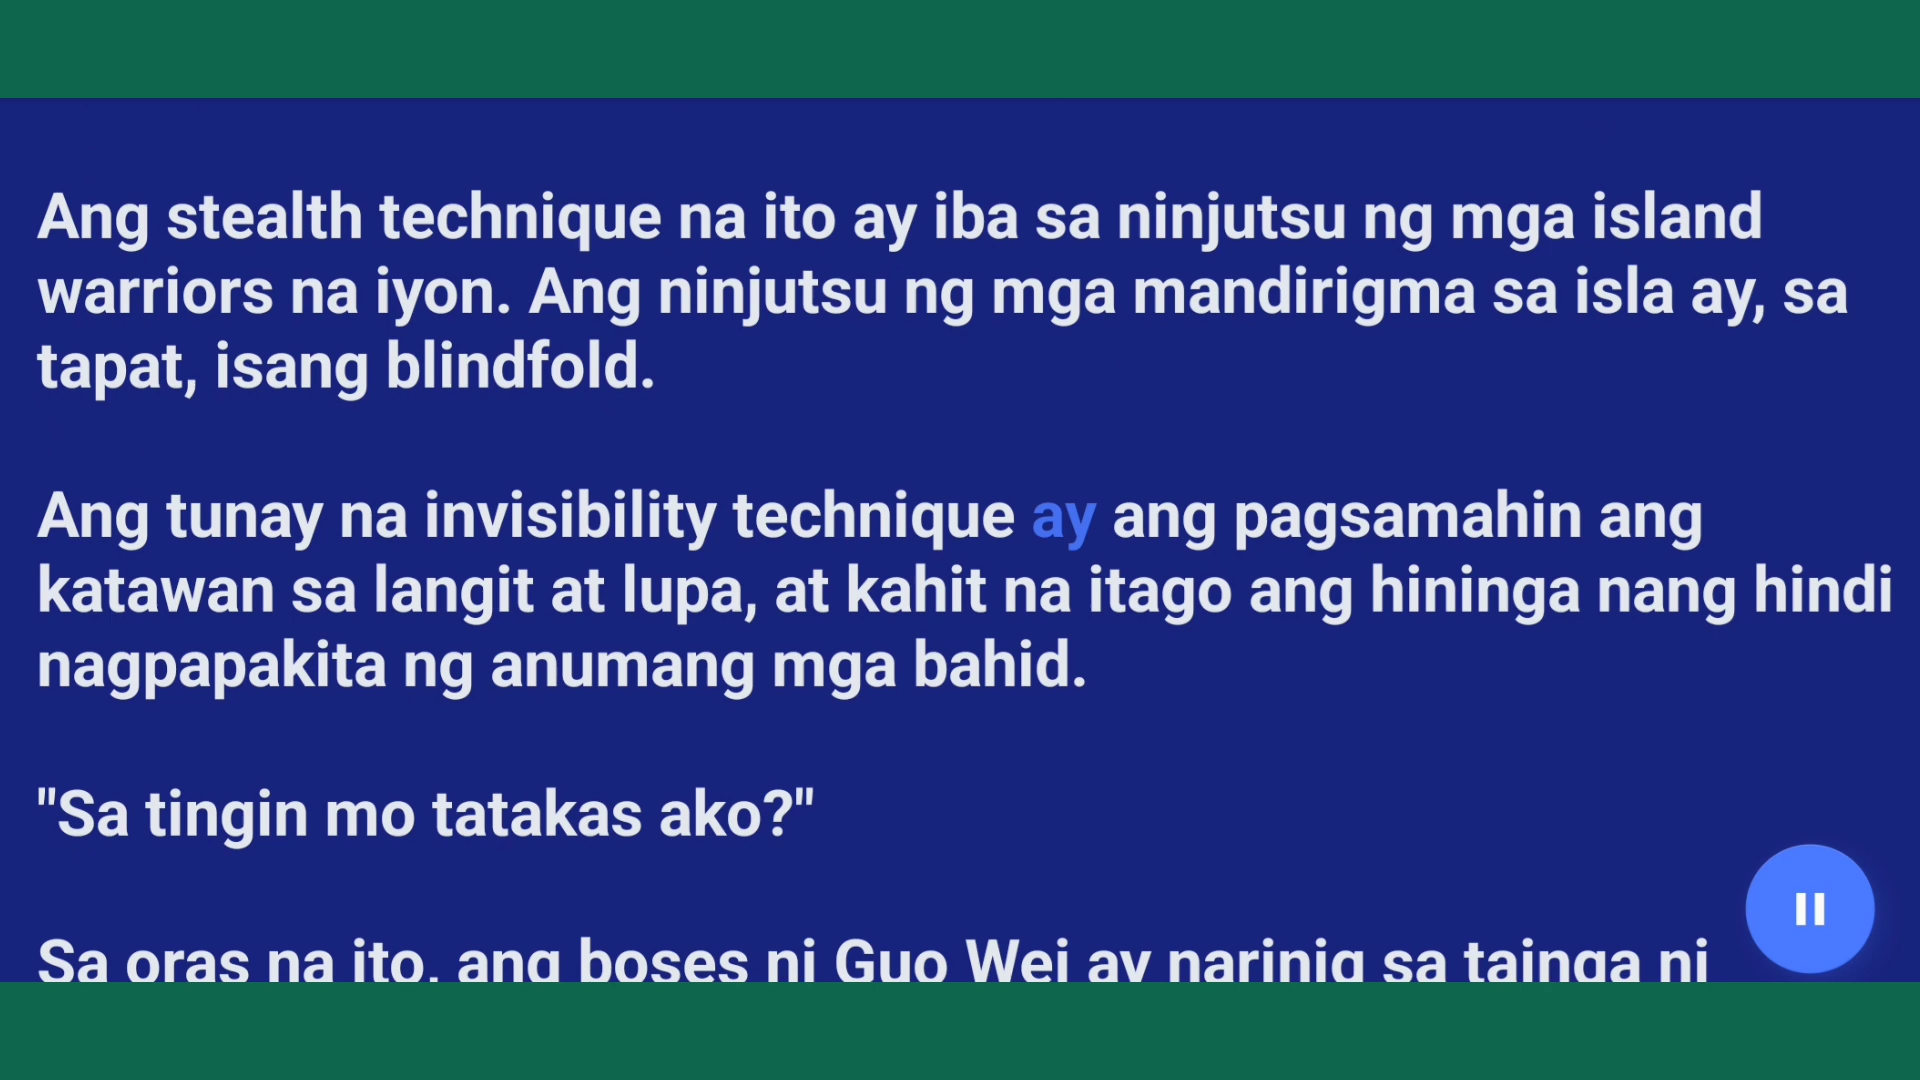 Ang stealth technique na ito ay iba sa ninjutsu ng mga island
warriors na iyon. Ang ninjutsu ng mga mandirigma sa isla ay, sa
tapat, isang blindfold.
Ang tunay na invisibility technique ay ang pagsamahin ang
katawan sa langit at lupa, at kahit na itago ang hininga nang hindi
nagpapakita ng anumang mga bahid.
"Sa tingin mo tatakas ako?"
Sa oras na ito, ang boses ni Guo Wei ay narinig sa tainga ni